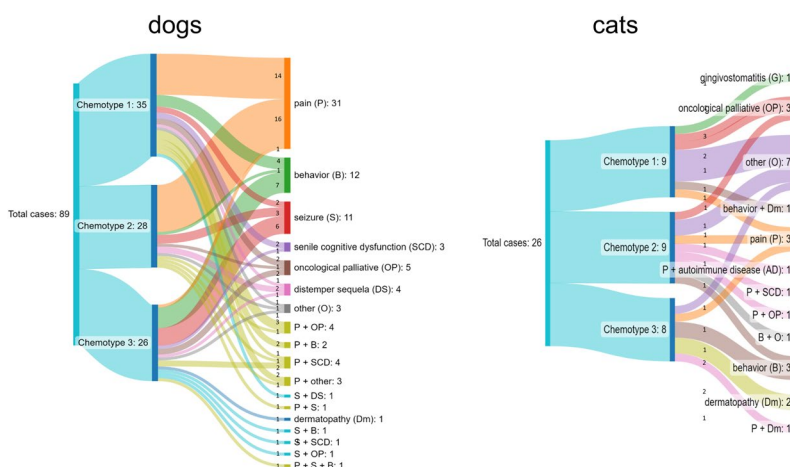 dogs
cats
Total cases: 89
Chemotype 1: 35
Chemotype 2: 28
Chemotype 3: 26
14
16
1
pain (P): 31
4
1
7
behavior (B): 12
2
3
6
seizure (S): 11
senile cognitive dysfunction (SCD): 3
oncological palliative (OP): 5
distemper sequela (DS): 4
other (O): 3
P + OP: 4
P + B: 2
P + SCD: 4
P + other: 3
S + DS: 1
P + S: 1
dermatopathy (Dm): 1
S + B: 1
S + SCD: 1
S + OP: 1
P + S + B: 1
Total cases: 26
Chemotype 1: 9
Chemotype 2: 9
Chemotype 3: 8
gingivostomatitis (G): 1
oncological palliative (OP): 3
other (O): 7
behavior + Dm: 1
pain (P): 3
P + autoimmune disease (AD): 1
P + SCD: 1
P + OP: 1
B + O: 1
behavior (B): 3
dermatopathy (Dm): 2
P + Dm: 1